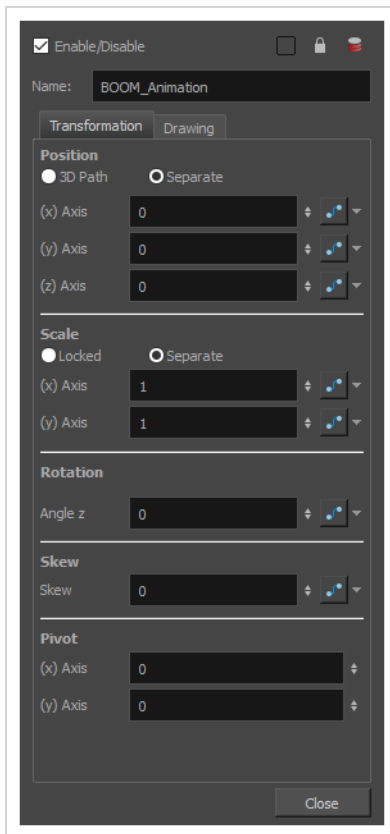 Enable/Disable
Name: BOOM_Animation
Transformation Drawing
Position
3D Path Separate
(x) Axis 0
(y) Axis 0
(z) Axis 0
Scale
Locked Separate
(x) Axis 1
(y) Axis 1
Rotation
Angle z 0
Skew
Skew 0
Pivot
(x) Axis 0
(y) Axis 0
Close